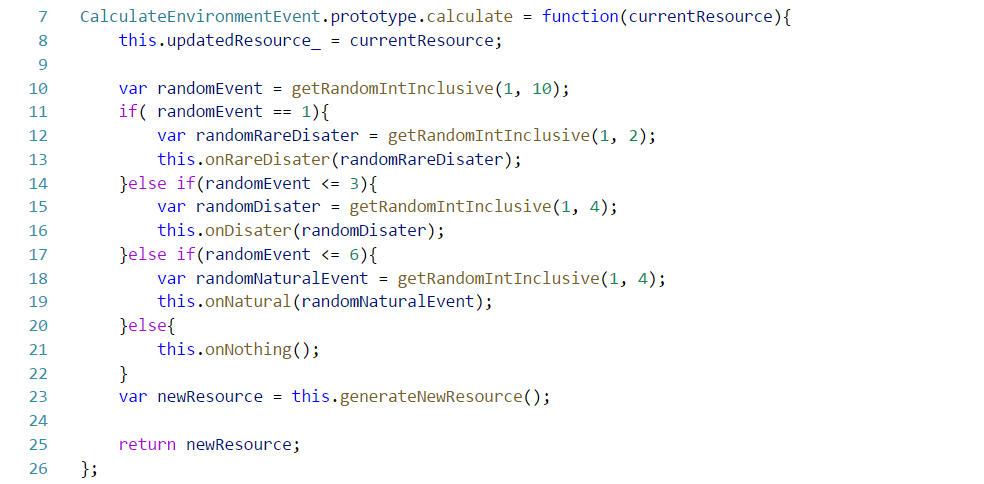 7 CalculateEnvironmentEvent.prototype.calculate = function(currentResource){
8     this.updatedResource_ = currentResource;
9
10     var randomEvent = getRandomIntInclusive(1, 10);
11     if( randomEvent == 1){
12         var randomRareDisater = getRandomIntInclusive(1, 2);
13         this.onRareDisater(randomRareDisater);
14     }else if(randomEvent <= 3){
15         var randomDisater = getRandomIntInclusive(1, 4);
16         this.onDisater(randomDisater);
17     }else if(randomEvent <= 6){
18         var randomNaturalEvent = getRandomIntInclusive(1, 4);
19         this.onNatural(randomNaturalEvent);
20     }else{
21         this.onNothing();
22     }
23     var newResource = this.generateNewResource();
24
25     return newResource;
26 };